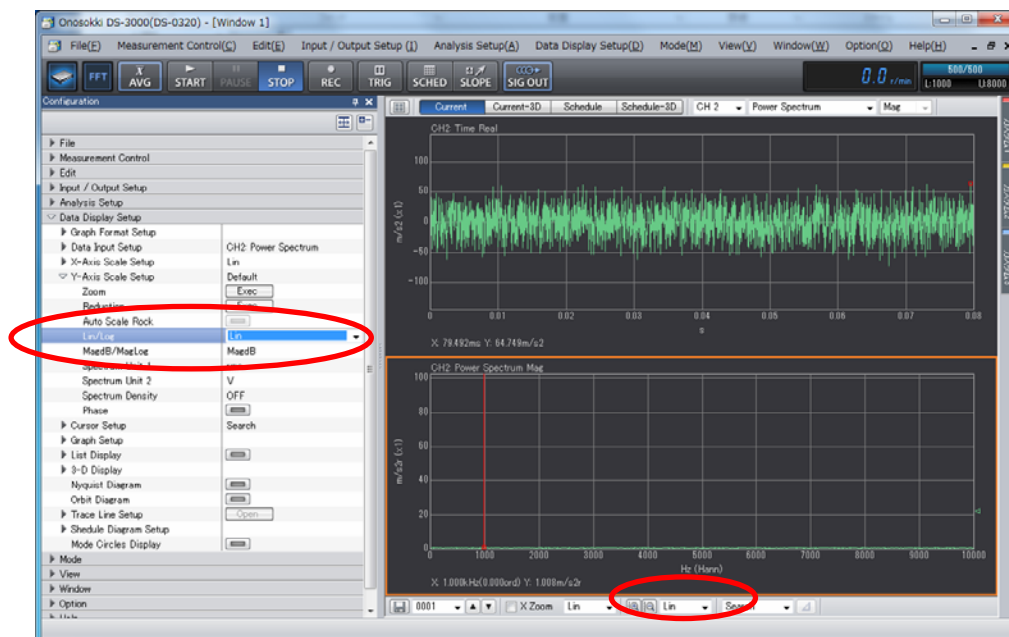 Onosokki DS-3000(DS-0320) - [Window 1]
File(F) Measurement Control(C) Edit(E) Input / Output Setup (I) Analysis Setup(A) Data Display Setup(D) Mode(M) View(V) Window(W) Option(O) Help(H)
FFT X AVG START PAUSE STOP REC TRIG SCHED SLOPE SIG OUT 0.0 r/min 500/500 L:1000 U:8000
Configuration
Current Current-3D Schedule Schedule-3D CH 2 Power Spectrum Mag
File
Measurement Control
Edit
Input / Output Setup
Analysis Setup
Data Display Setup
Graph Format Setup
Data Input Setup CH2: Power Spectrum
X-Axis Scale Setup Lin
Y-Axis Scale Setup Default
Zoom Exec
Reduction Exec
Auto Scale Rock
Lin/Log Lin
MagdB/MagLog MagdB
Spectrum Unit 1
Spectrum Unit 2 V
Spectrum Density OFF
Phase
Cursor Setup Search
Graph Setup
List Display
3-D Display
Nyquist Diagram
Orbit Diagram
Trace Line Setup Open
Shedule Diagram Setup
Mode Circles Display
Mode
View
Window
Option
Help
CH2: Time Real
100
50
0
-50
-100
m/s2 (x1)
0 0.01 0.02 0.03 0.04 0.05 0.06 0.07 0.08
s
X: 79.492ms Y: 64.749m/s2
CH2: Power Spectrum Mag
100
80
60
40
20
0
m/s2r (x1)
0 1000 2000 3000 4000 5000 6000 7000 8000 9000 10000
Hz (Hann)
X: 1.000kHz(0.000ord) Y: 1.008m/s2r
0001 X Zoom Lin Lin Search